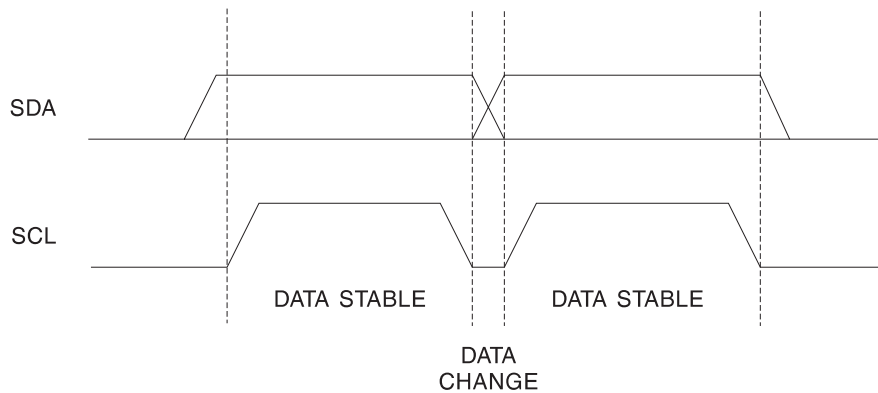 SDA
SCL
DATA STABLE
DATA STABLE
DATA
CHANGE